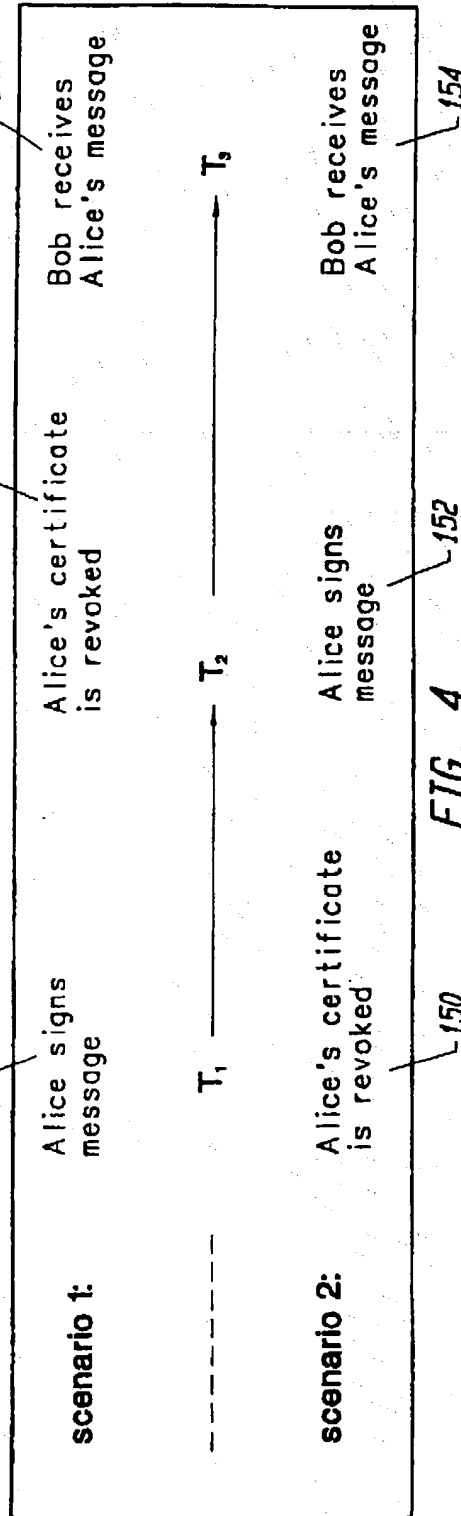 scenario 1:
Alice signs
message
Alice's certificate
is revoked
Bob receives
Alice's message
T₁
T₂
T₃
scenario 2:
Alice's certificate
is revoked
Alice signs
message
Bob receives
Alice's message
150
152
154
FIG. 4